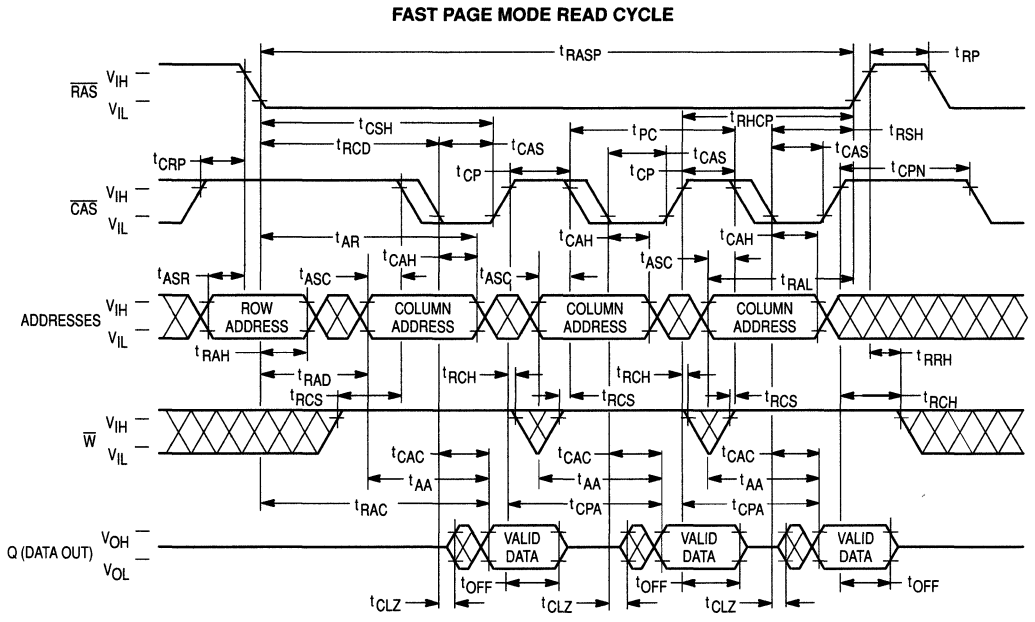 FAST PAGE MODE READ CYCLE
tRASP
tRP
RAS
VIH
VIL
tCSH
tRHCP
tPC
tRSH
tRCD
tCAS
tCRP
tCP
tCAS
tCP
tCAS
tCPN
CAS
VIH
VIL
tAR
tCAH
tCAH
tCAH
tASR
tASC
tASC
tASC
tRAL
ADDRESSES
VIH
VIL
ROW ADDRESS
COLUMN ADDRESS
COLUMN ADDRESS
COLUMN ADDRESS
tRAH
tRRH
tRAD
tRCH
tRCH
tRCS
tRCS
tRCS
tRCH
W
VIH
VIL
tCAC
tCAC
tCAC
tAA
tAA
tAA
tRAC
tCPA
tCPA
Q (DATA OUT)
VOH
VOL
VALID DATA
VALID DATA
VALID DATA
tOFF
tOFF
tOFF
tCLZ
tCLZ
tCLZ